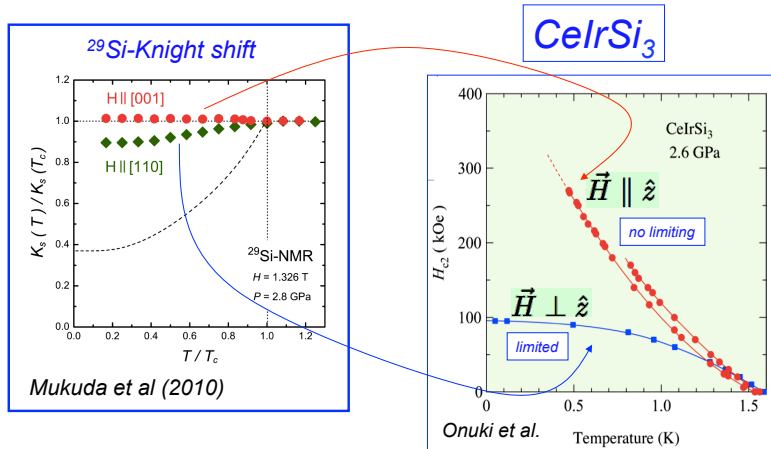 ²⁹Si-Knight shift
CeIrSi₃
1.2
1.0
0.8
0.6
0.4
0.2
0.0
K_s (T) / K_s (T_c)
H || [001]
H || [110]
²⁹Si-NMR
H = 1.326 T
P = 2.8 GPa
0.0 0.2 0.4 0.6 0.8 1.0 1.2
T / T_c
Mukuda et al (2010)
400
300
200
100
0
H_c2 ( kOe )
CeIrSi₃
2.6 GPa
H⃗ ∥ ẑ
no limiting
H⃗ ⊥ ẑ
limited
0 0.5 1.0 1.5
Onuki et al.
Temperature (K)